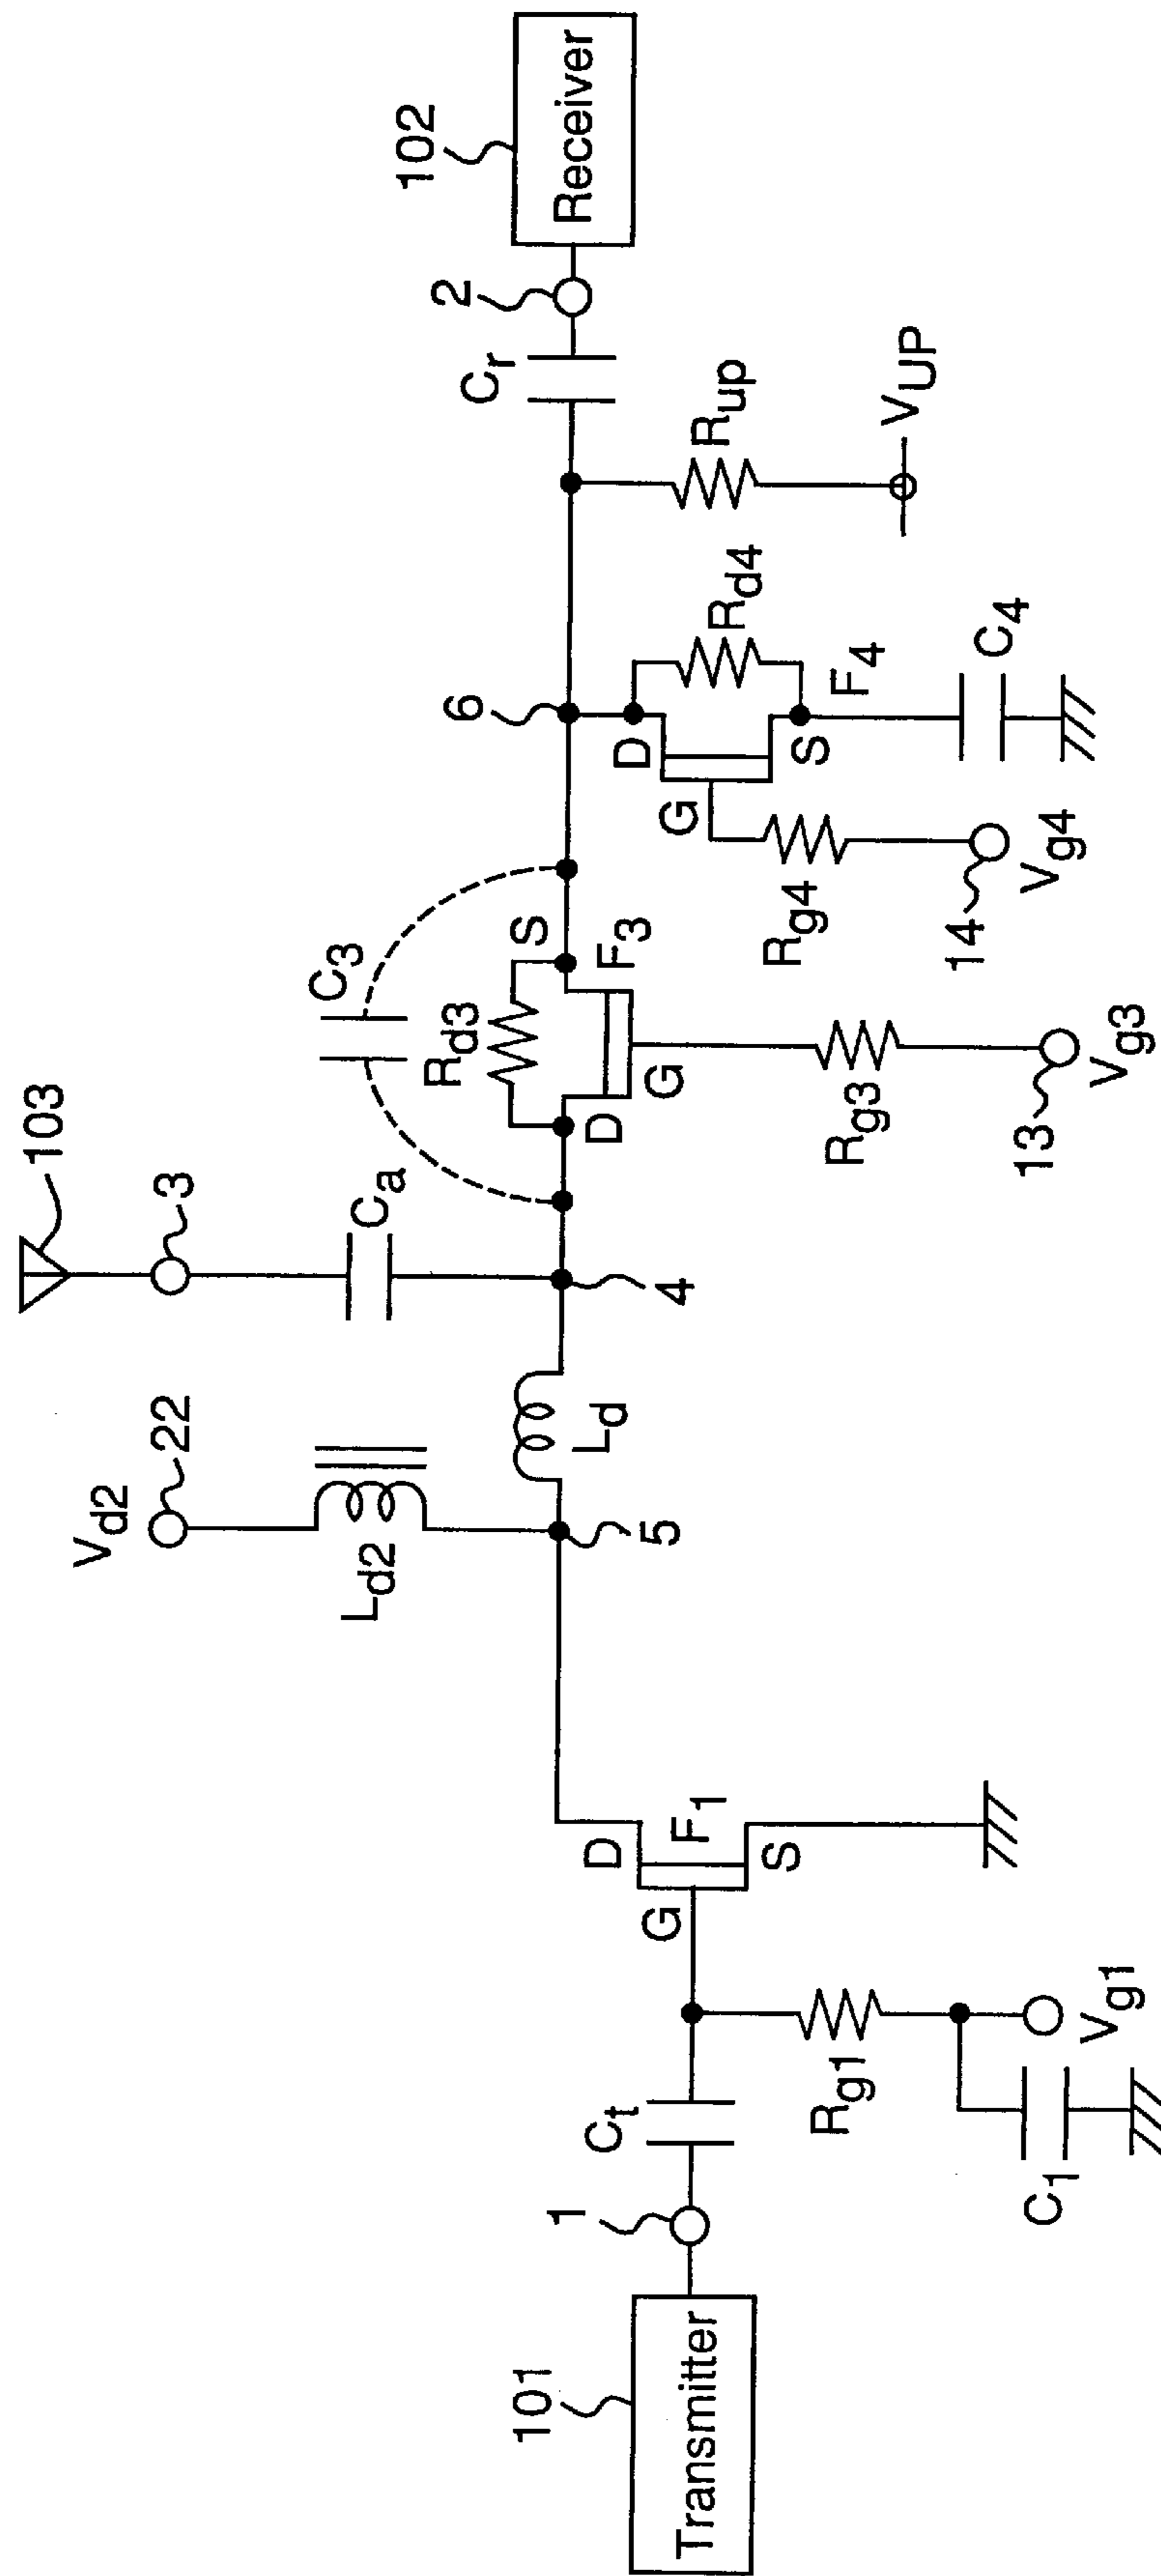 101
Transmitter
1
Ct
C1
Rg1
Vg1
G
D
F1
S
Vd2
22
Ld2
5
Ld
103
3
Ca
4
C3
Rd3
D
S
G
F3
Rg3
13
Vg3
6
D
G
S
Rd4
F4
C4
Rg4
14
Vg4
Rup
VUP
Cr
2
102
Receiver